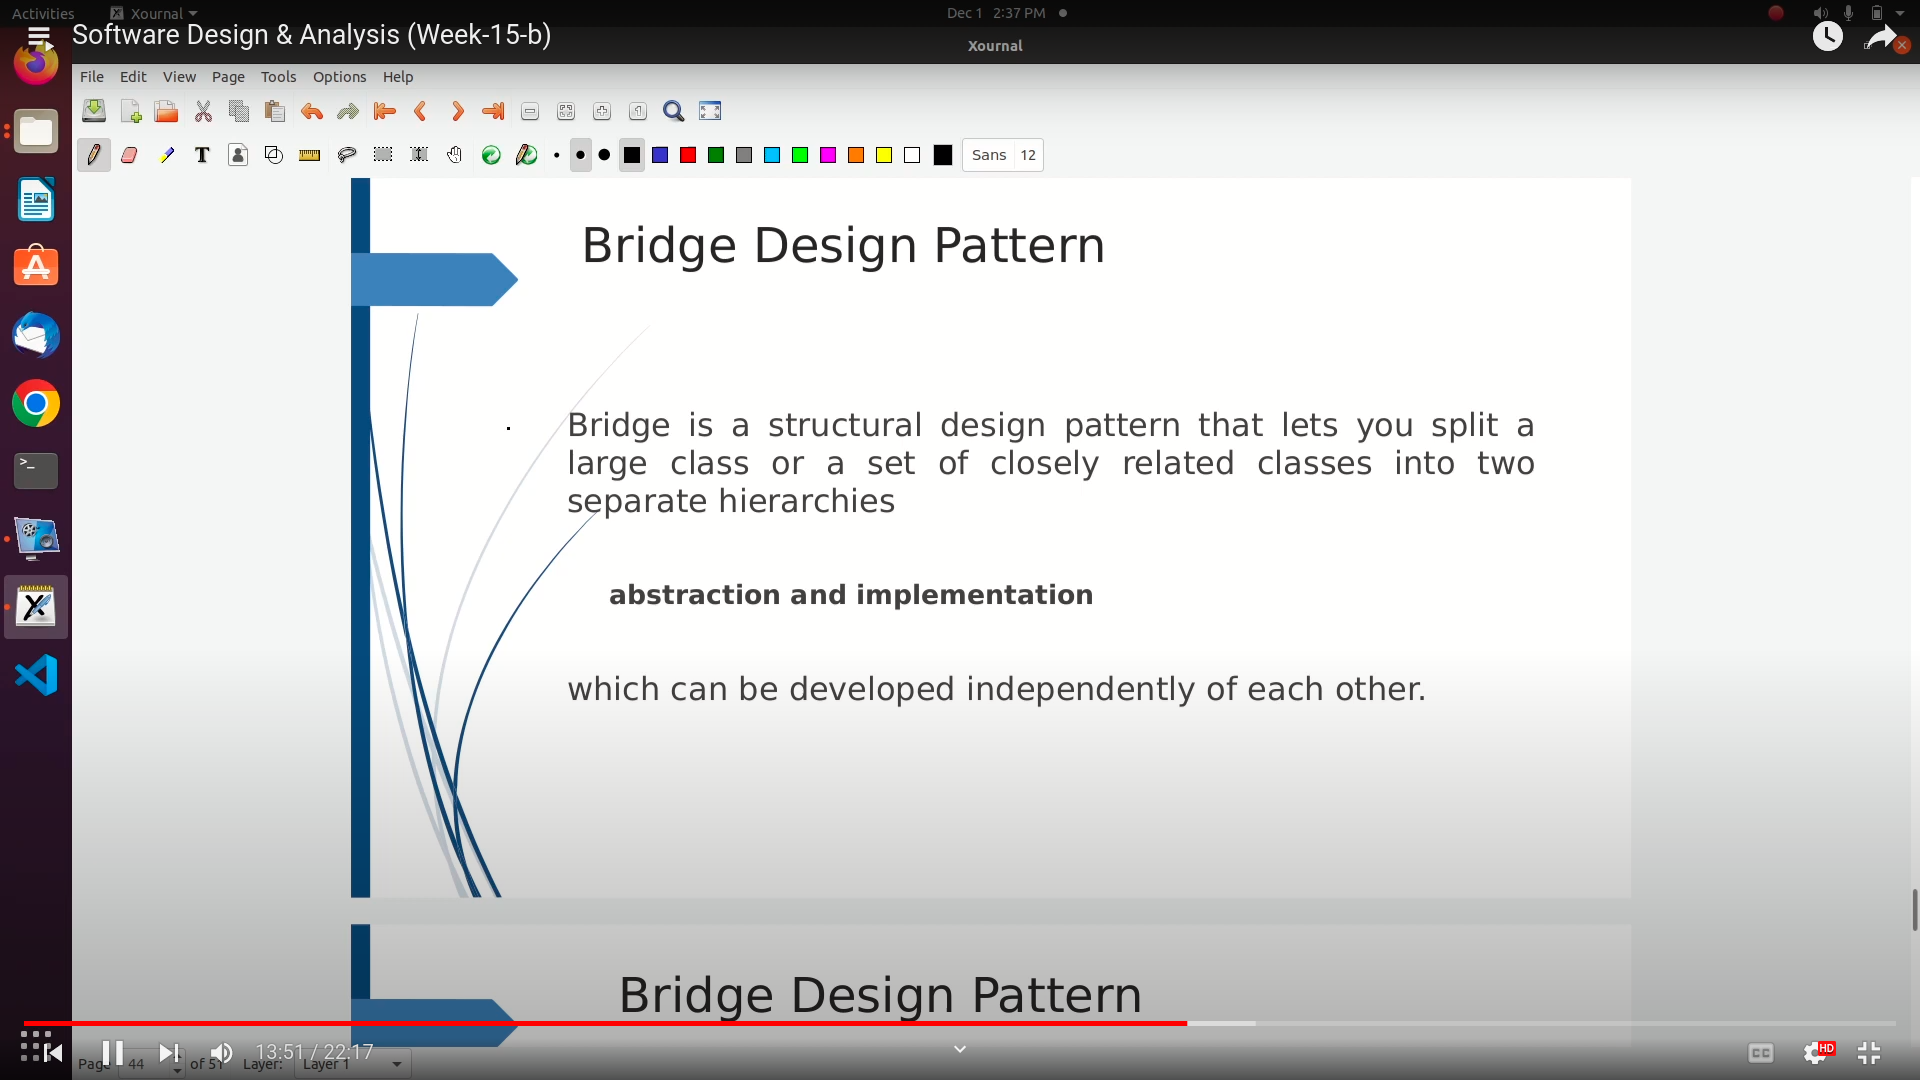 Activities
Xournal
Dec 1 2:37 PM
Software Design & Analysis (Week-15-b)
Xournal
File Edit View Page Tools Options Help
T
Sans 12
Bridge Design Pattern
Bridge is a structural design pattern that lets you split a
large class or a set of closely related classes into two
separate hierarchies
abstraction and implementation
which can be developed independently of each other.
Bridge Design Pattern
13:51 / 22:17
CC
HD
Page 44 of 51 Layer: Layer 1